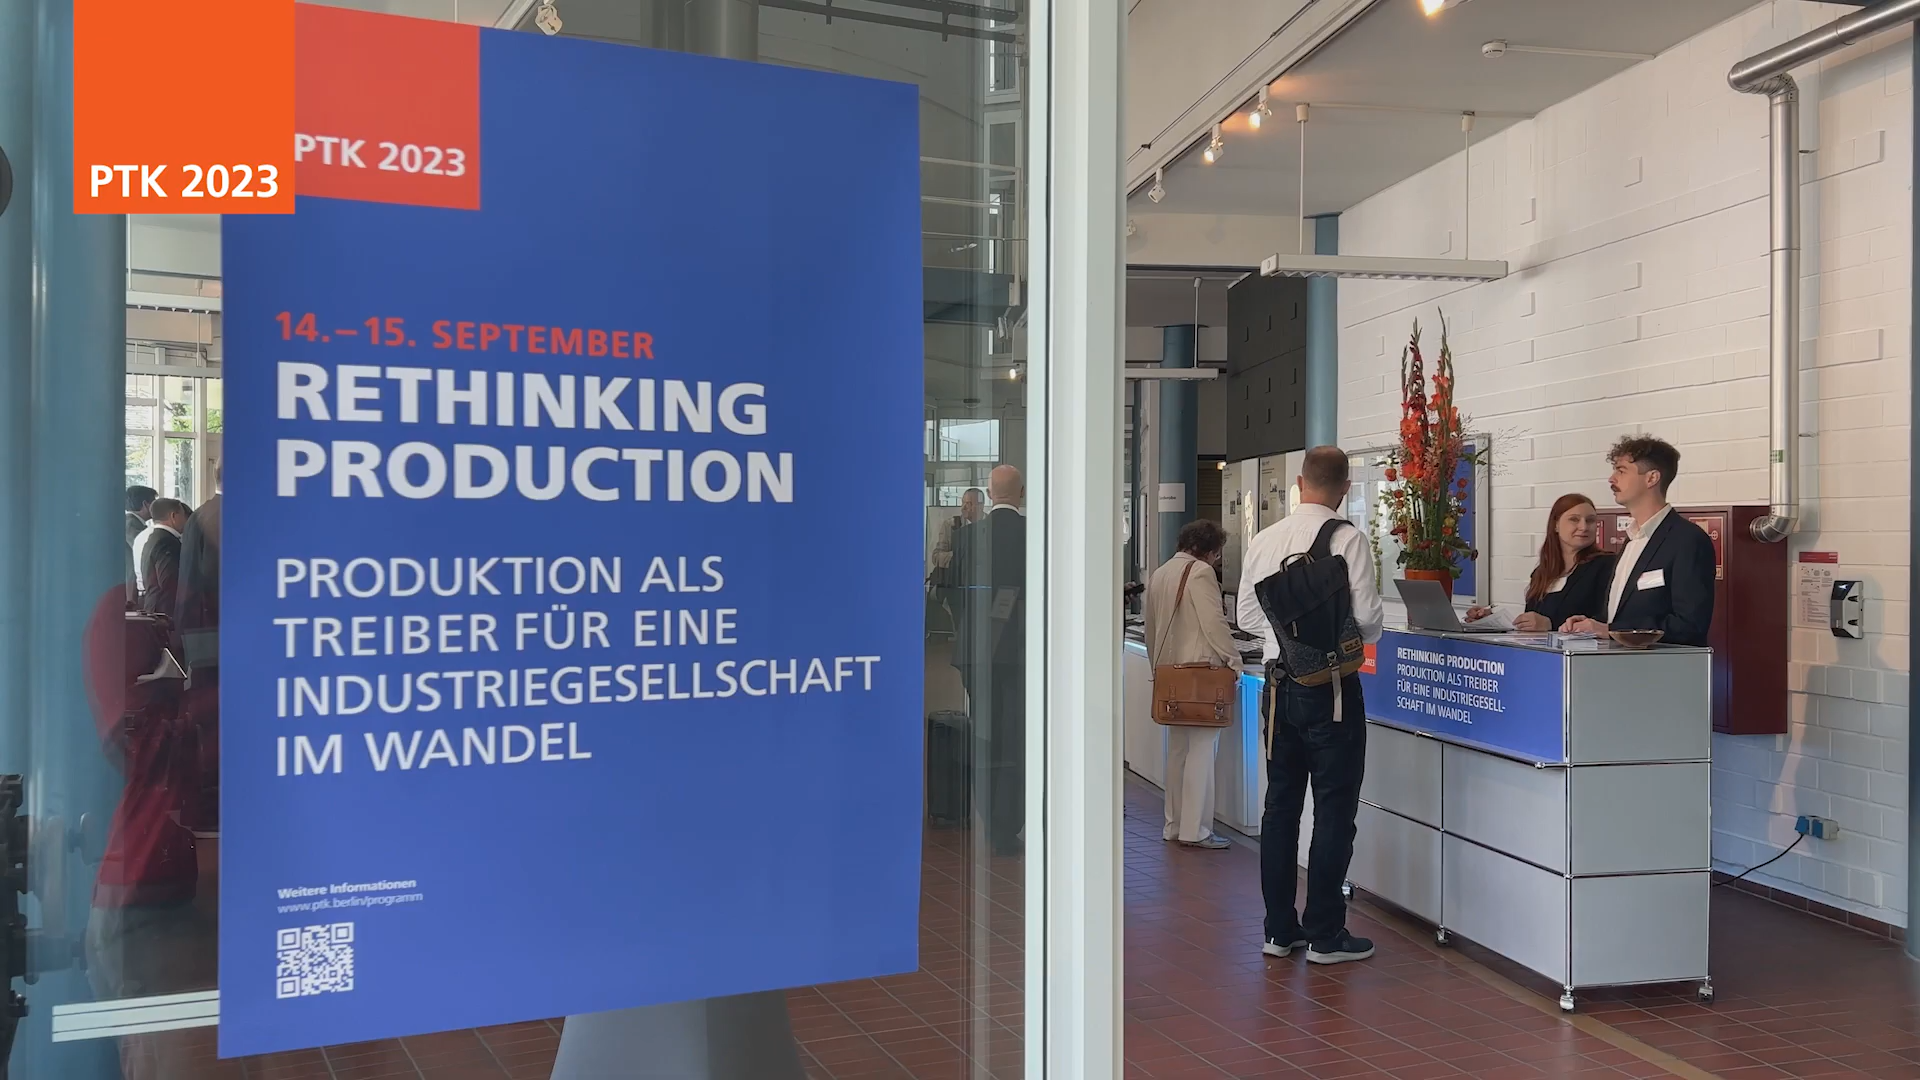 PTK 2023
PTK 2023
14.–15. SEPTEMBER
RETHINKING
PRODUCTION
PRODUKTION ALS
TREIBER FÜR EINE
INDUSTRIEGESELLSCHAFT
IM WANDEL
Weitere Informationen
www.ptk.berlin/programm
2023
RETHINKING PRODUCTION
PRODUKTION ALS TREIBER
FÜR EINE INDUSTRIEGESELL-
SCHAFT IM WANDEL